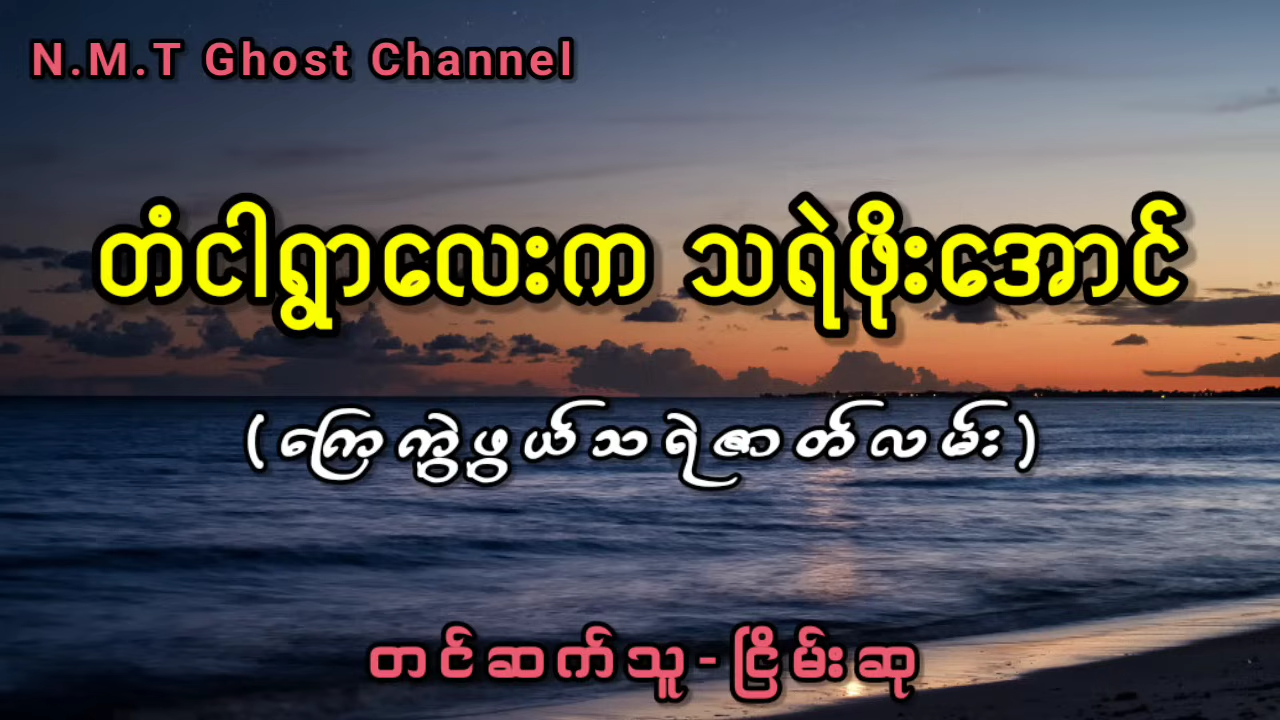 N.M.T Ghost Channel
တံငါရွာလေးက သရဲဖိုးအောင်
(ကြေကွဲဖွယ်သရဲဇာတ်လမ်း)
တင်ဆက်သူ-ငြိမ်းဆု